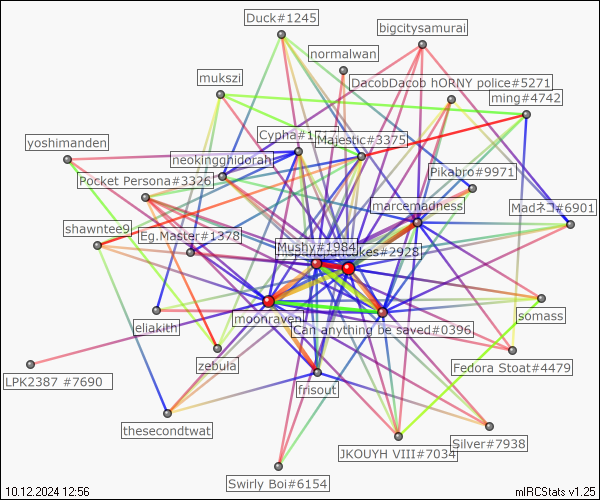 Duck#1245
bigcitysamurai
normalwan
DacobDacob hORNY police#5271
mukszi
ming#4742
Cypha#1
Majestic#3375
yoshimanden
neokingghidorah
Pikabro#9971
Pocket Persona#3326
marcemadness
Madネコ#6901
shawntee9
Eg.Master#1378
Mushy#1984
kes#2928
eliakith
moonraven
somass
Can anything be saved#0396
zebula
Fedora Stoat#4479
LPK2387 #7690
frisout
thesecondtwat
Silver#7938
JKOUYH VIII#7034
Swirly Boi#6154
10.12.2024 12:56
mIRCStats v1.25